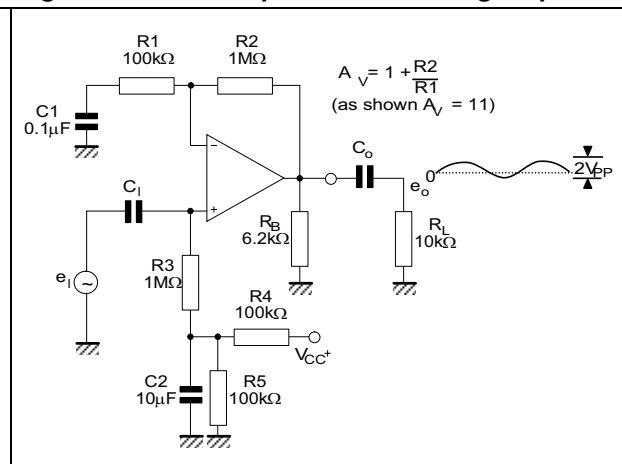 R1
100kΩ
R2
1MΩ
A V = 1 + R2
R1
(as shown A V = 11)
C1
0.1µF
CI
Co
eo
0
2VPP
RB
6.2kΩ
RL
10kΩ
eI
~
R3
1MΩ
R4
100kΩ
VCC+
C2
10µF
R5
100kΩ